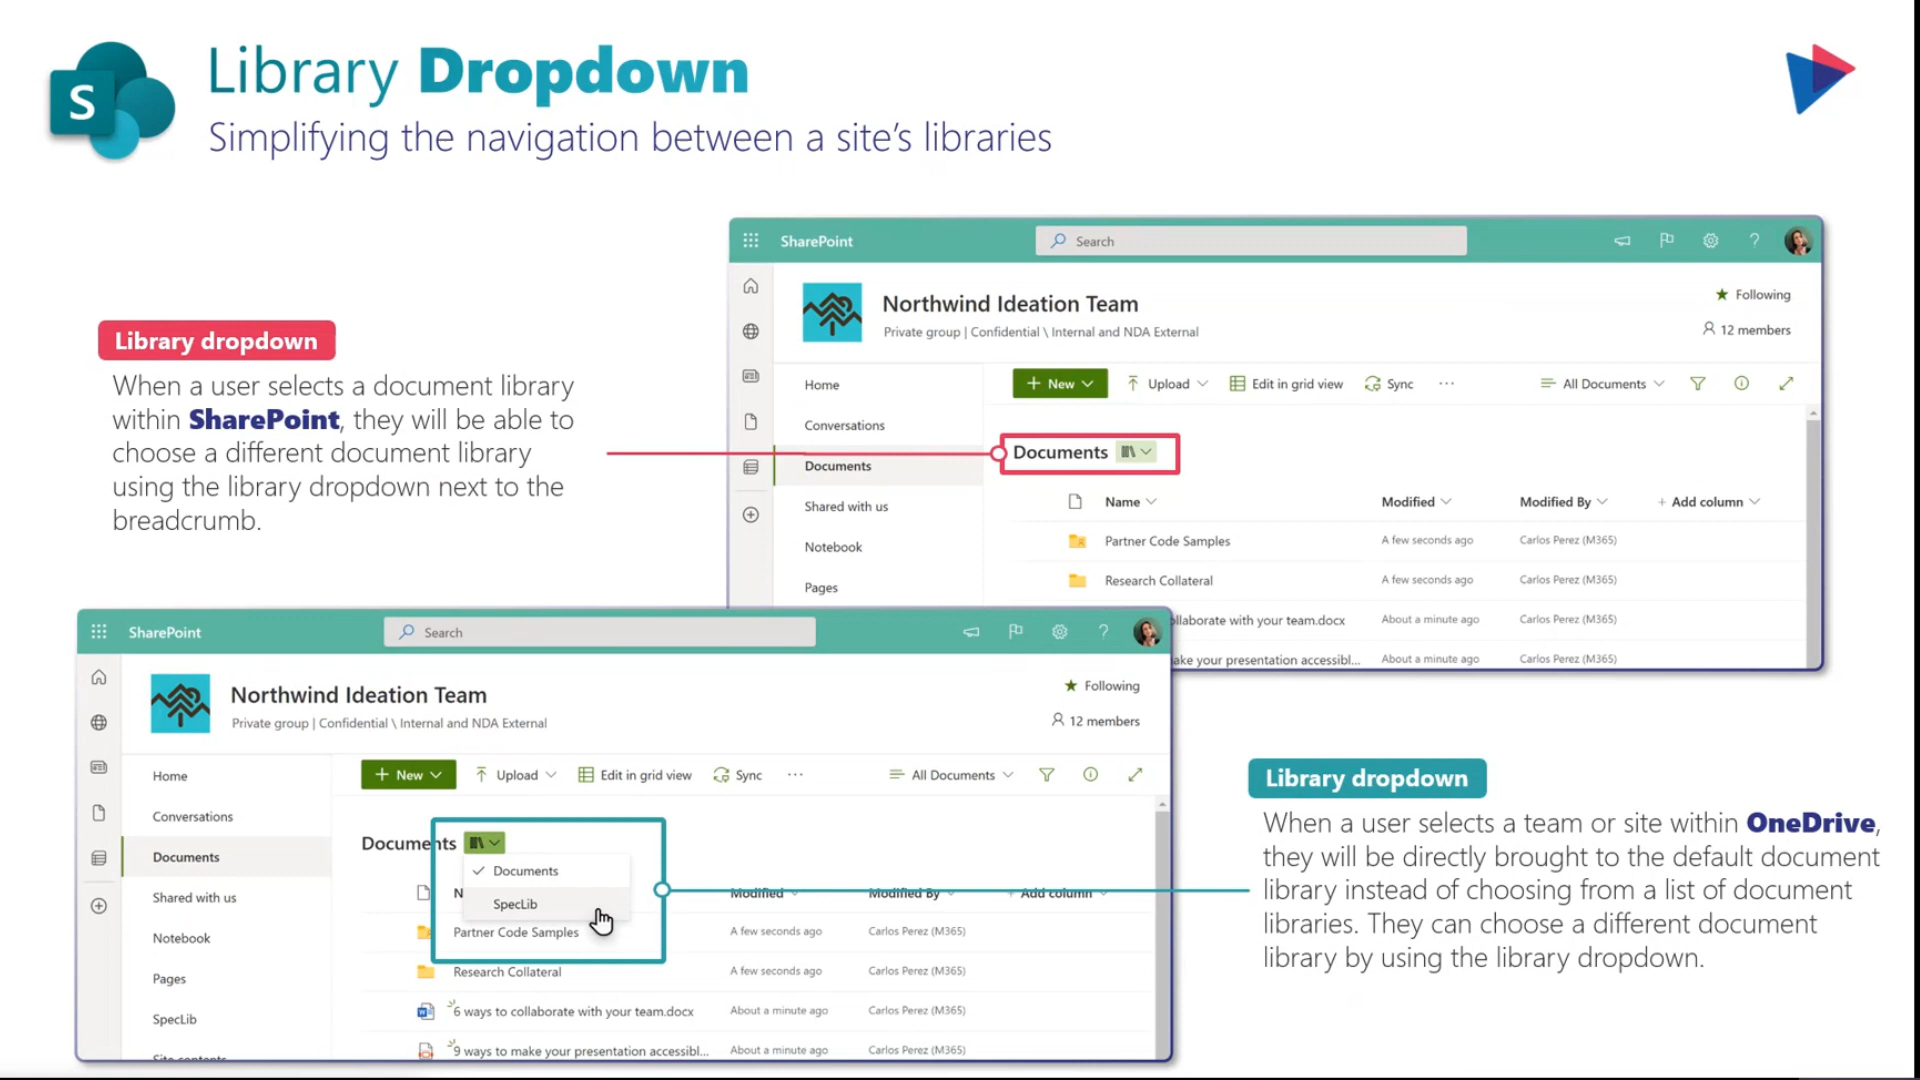 S
Library Dropdown
Simplifying the navigation between a site's libraries
Library dropdown
When a user selects a document library
within SharePoint, they will be able to
choose a different document library
using the library dropdown next to the
breadcrumb.
SharePoint
Search
?
Northwind Ideation Team
Private group | Confidential \ Internal and NDA External
Following
12 members
Home
Conversations
Documents
Shared with us
Notebook
Pages
+ New
Upload
Edit in grid view
Sync
...
All Documents
Documents
Name
Modified
Modified By
+ Add column
Partner Code Samples
A few seconds ago
Carlos Perez (M365)
Research Collateral
A few seconds ago
Carlos Perez (M365)
ollaborate with your team.docx
About a minute ago
Carlos Perez (M365)
ake your presentation accessibl...
About a minute ago
Carlos Perez (M365)
SharePoint
Search
?
Northwind Ideation Team
Private group | Confidential \ Internal and NDA External
Following
12 members
Home
Conversations
Documents
Shared with us
Notebook
Pages
SpecLib
Site contents
+ New
Upload
Edit in grid view
Sync
...
All Documents
Documents
Documents
SpecLib
N
Modified
Modified By
+ Add column
Partner Code Samples
A few seconds ago
Carlos Perez (M365)
Research Collateral
A few seconds ago
Carlos Perez (M365)
6 ways to collaborate with your team.docx
About a minute ago
Carlos Perez (M365)
9 ways to make your presentation accessibl...
About a minute ago
Carlos Perez (M365)
Library dropdown
When a user selects a team or site within OneDrive,
they will be directly brought to the default document
library instead of choosing from a list of document
libraries. They can choose a different document
library by using the library dropdown.